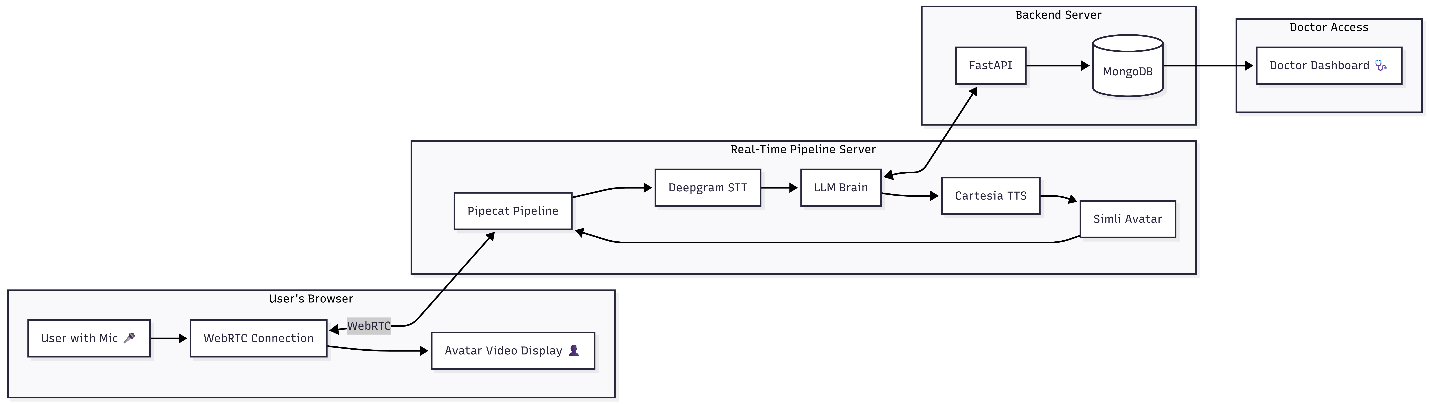 Backend Server
FastAPI
MongoDB
Doctor Access
Doctor Dashboard 🩺
Real-Time Pipeline Server
Pipecat Pipeline
Deepgram STT
LLM Brain
Cartesia TTS
Simli Avatar
User's Browser
User with Mic 🎤
WebRTC Connection
WebRTC
Avatar Video Display 👤